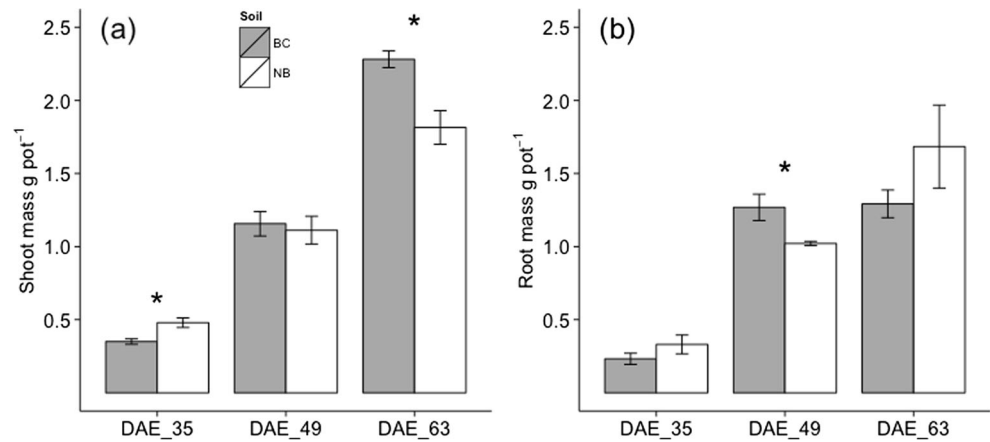 (a)
Soil
BC
NB
*
*
2.5
2.0
1.5
1.0
0.5
Shoot mass g pot⁻¹
DAE_35
DAE_49
DAE_63
(b)
*
2.5
2.0
1.5
1.0
0.5
Root mass g pot⁻¹
DAE_35
DAE_49
DAE_63